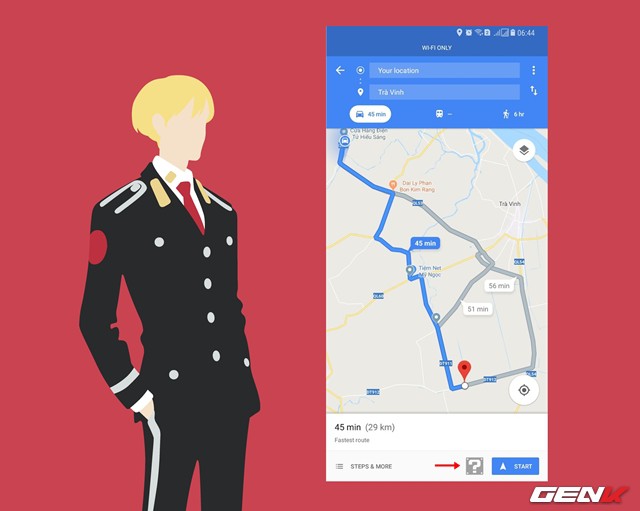 06:44
WI-FI ONLY
Your location
Trà Vinh
45 min
--
6 hr
Cửa Hàng Điện
Tử Hiếu Sáng
Đại Lý Phân
Bón Kim Rang
Trà Vinh
45 min
Tiệm Net
Mỹ Ngọc
56 min
51 min
45 min (29 km)
Fastest route
STEPS & MORE
START
GENK